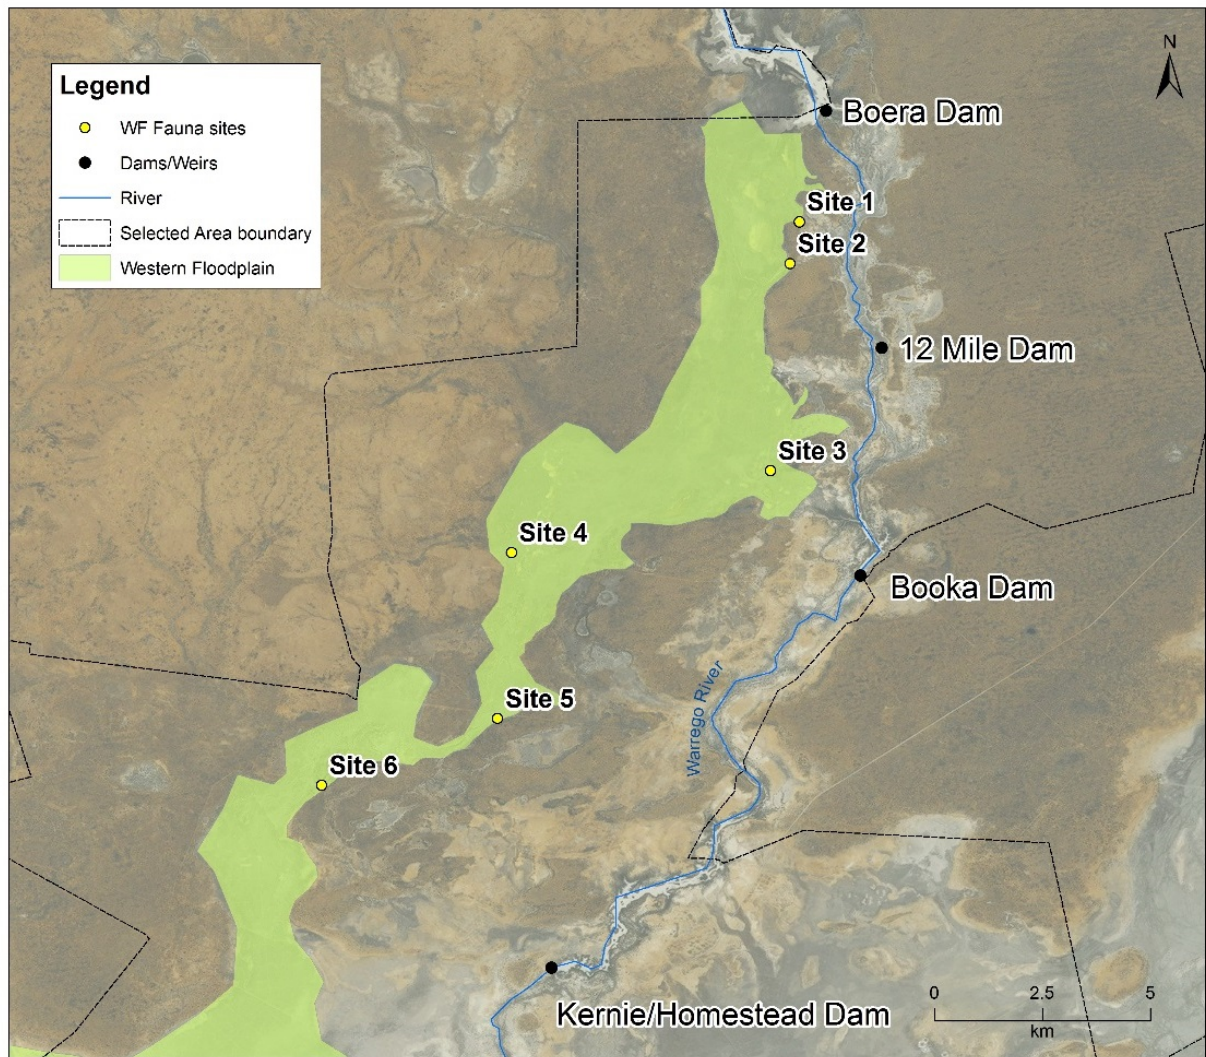 N
Legend
WF Fauna sites
Dams/Weirs
River
Selected Area boundary
Western Floodplain
Boera Dam
Site 1
Site 2
12 Mile Dam
Site 3
Site 4
Booka Dam
Warrego River
Site 5
Site 6
Kernie/Homestead Dam
0 2.5 5
km